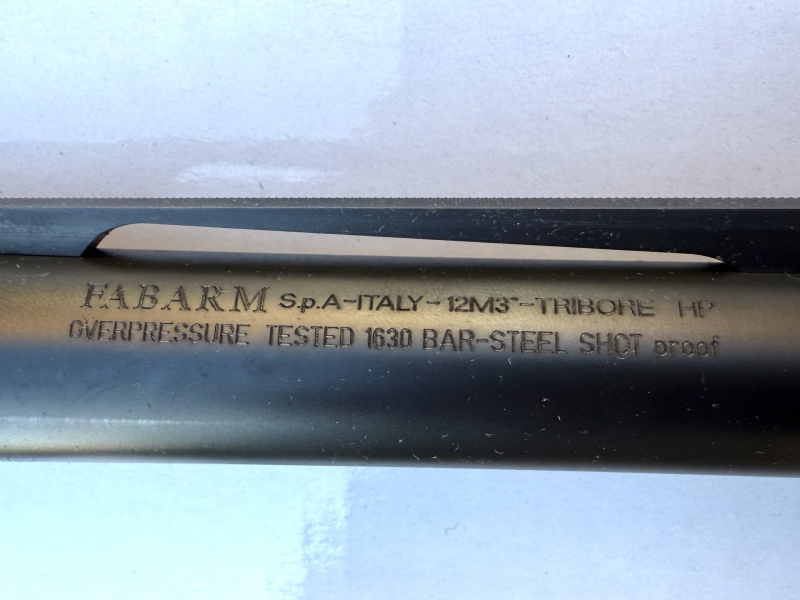 FABARM S.p.A-ITALY-12M3"-TRIBORE HP
OVERPRESSURE TESTED 1630 BAR-STEEL SHOT proof